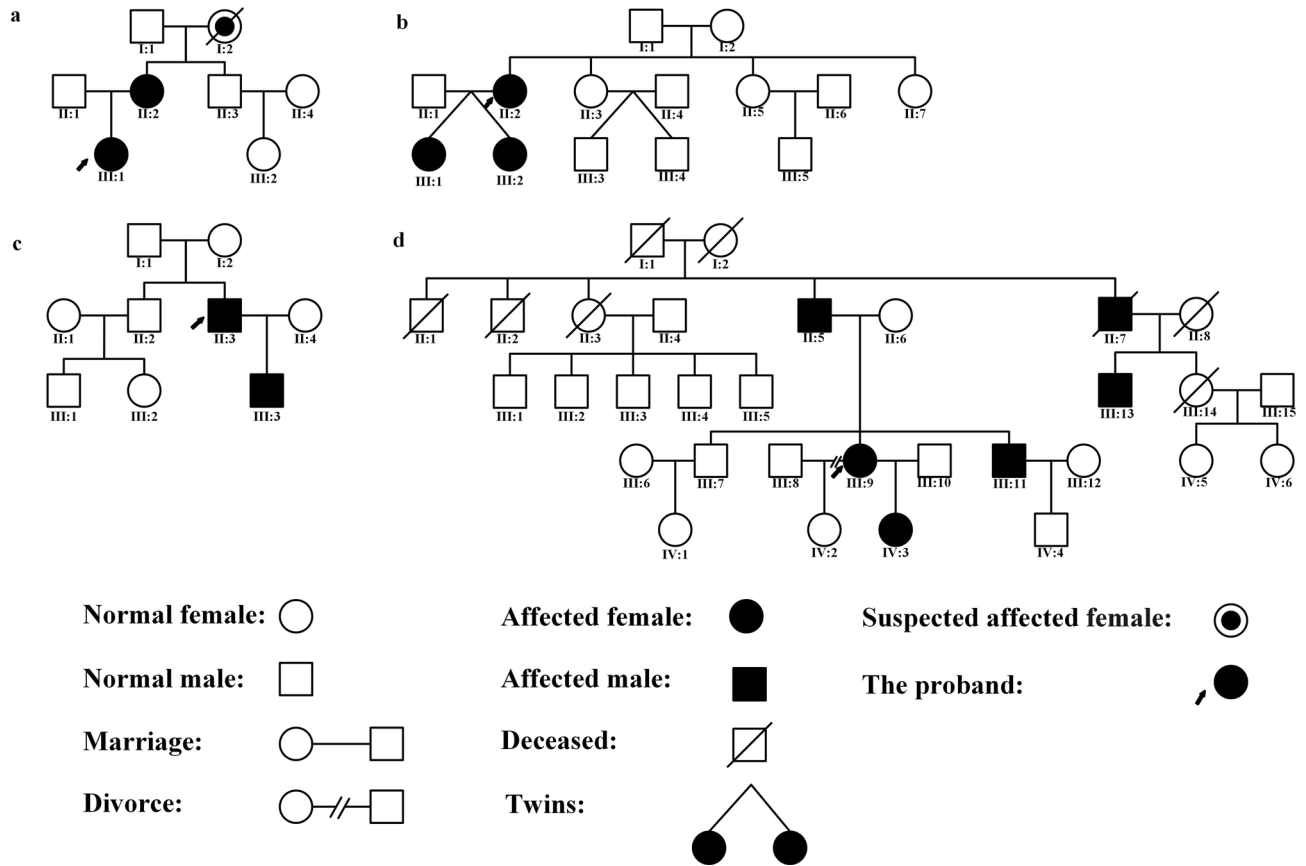 a
I:1 I:2
II:1 II:2 II:3 II:4
III:1 III:2
b
I:1 I:2
II:1 II:2 II:3 II:4 II:5 II:6 II:7
III:1 III:2 III:3 III:4 III:5
c
I:1 I:2
II:1 II:2 II:3 II:4
III:1 III:2 III:3
d
I:1 I:2
II:1 II:2 II:3 II:4 II:5 II:6 II:7 II:8
III:1 III:2 III:3 III:4 III:5 III:13 III:14 III:15
III:6 III:7 III:8 III:9 III:10 III:11 III:12 IV:5 IV:6
IV:1 IV:2 IV:3 IV:4
Normal female:
Affected female:
Suspected affected female:
Normal male:
Affected male:
The proband:
Marriage:
Deceased:
Divorce:
Twins: